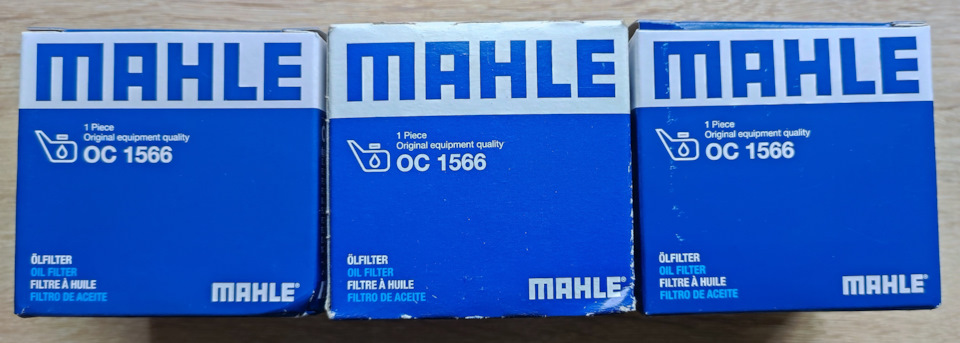 MAHLE
1 Piece
Original equipment quality
OC 1566
ÖLFILTER
OIL FILTER
FILTRE À HUILE
FILTRO DE ACEITE
MAHLE®
MAHLE
1 Piece
Original equipment quality
OC 1566
ÖLFILTER
OIL FILTER
FILTRE À HUILE
FILTRO DE ACEITE
MAHLE®
MAHLE
1 Piece
Original equipment quality
OC 1566
ÖLFILTER
OIL FILTER
FILTRE À HUILE
FILTRO DE ACEITE
MAHLE®